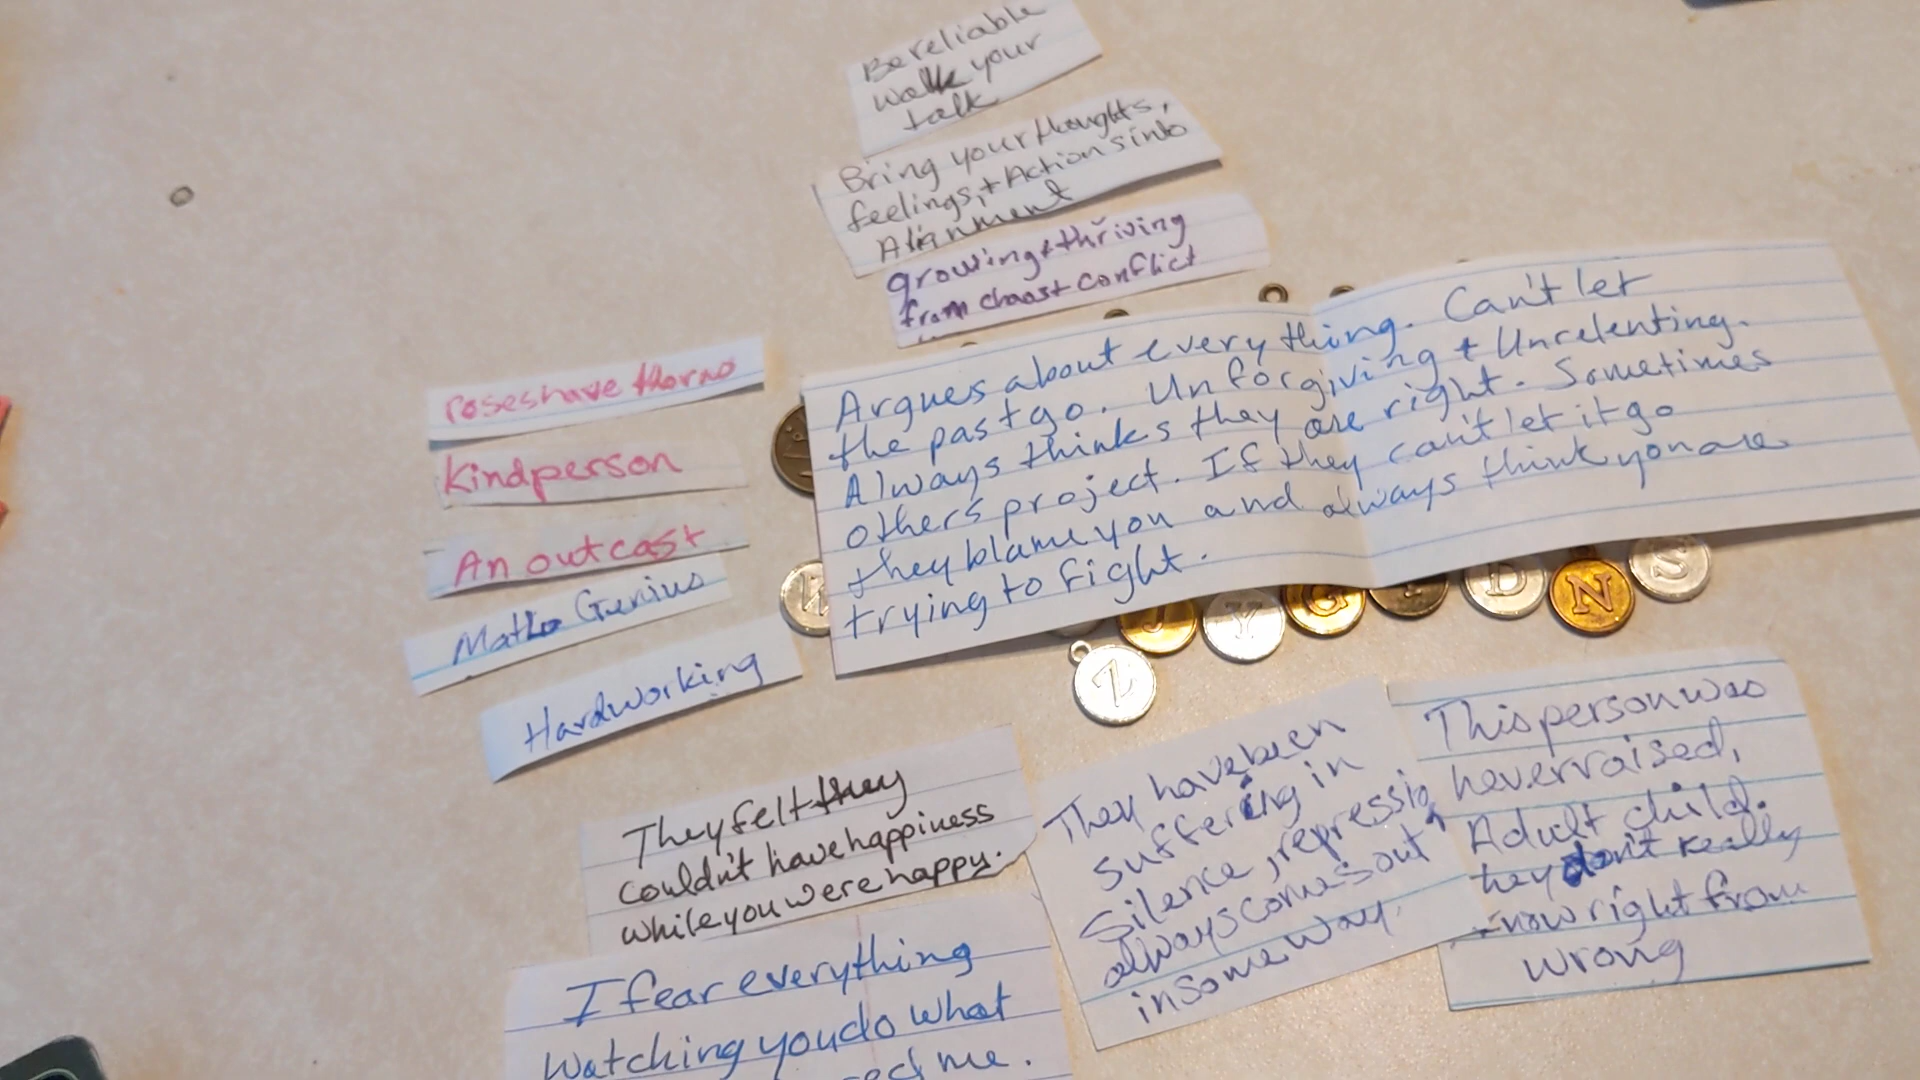 Be reliable
walk your
talk
Bring your thoughts,
feelings, + Actions into
Alignment
growing + thriving
from chaos + conflict
roses have thorns
Kind person
An outcast
Math Genius
Hardworking
Argues about everything. Can't let
the past go. Unforgiving + Unrelenting.
Always thinks they are right. Sometimes
others project. If they can't let it go
they blame you and always think you are
trying to fight.
J Y G D N S
Z
They felt they
couldn't have happiness
while you were happy.
They have been
suffering in
Silence, repressio
always comes out
in some way.
This person was
never raised,
Adult child.
they don't really
know right from
wrong
I fear everything
watching you do what
me.